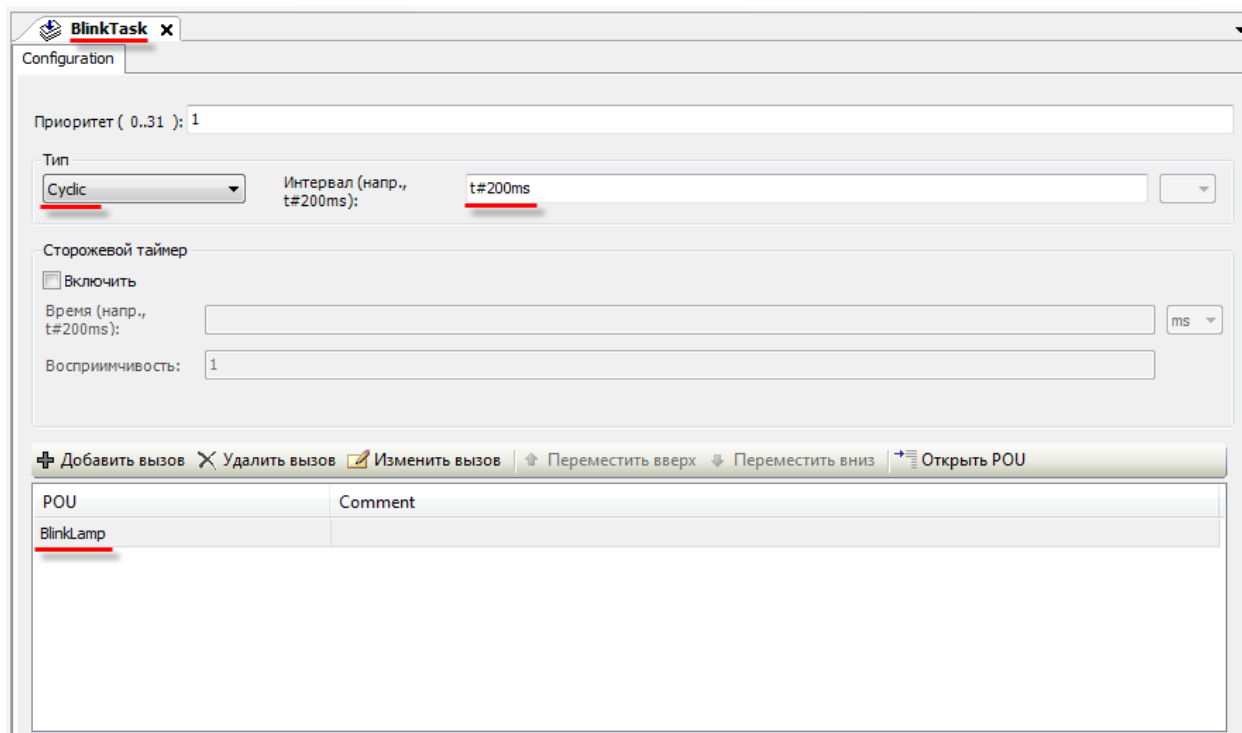 BlinkTask x
Configuration
Приоритет ( 0..31 ): 1
Тип
Cyclic Интервал (напр., t#200ms): t#200ms
Сторожевой таймер
Включить
Время (напр., t#200ms): ms
Восприимчивость: 1
Добавить вызов Удалить вызов Изменить вызов Переместить вверх Переместить вниз Открыть POU
POU Comment
BlinkLamp